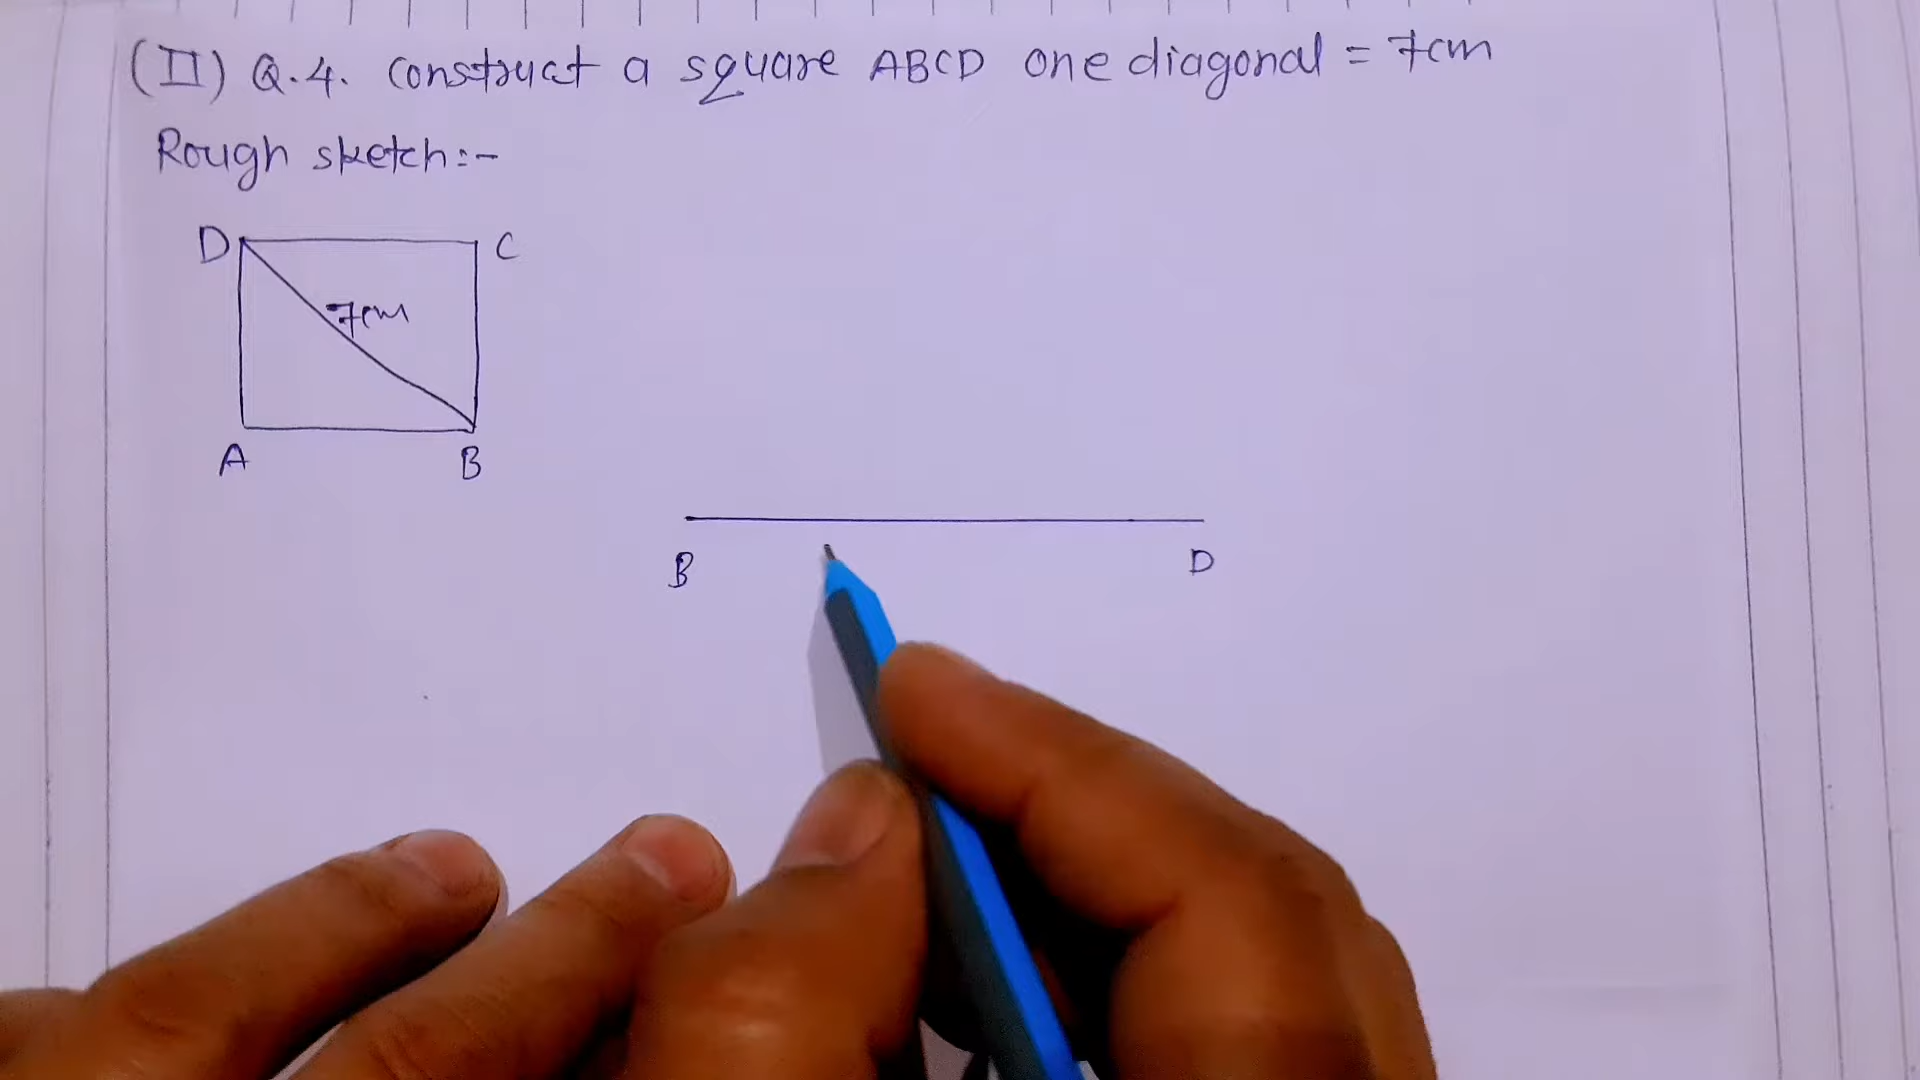 (II) Q.4. Construct a square ABCD one diagonal = 7cm
Rough sketch:-
D C
7cm
A B
B D